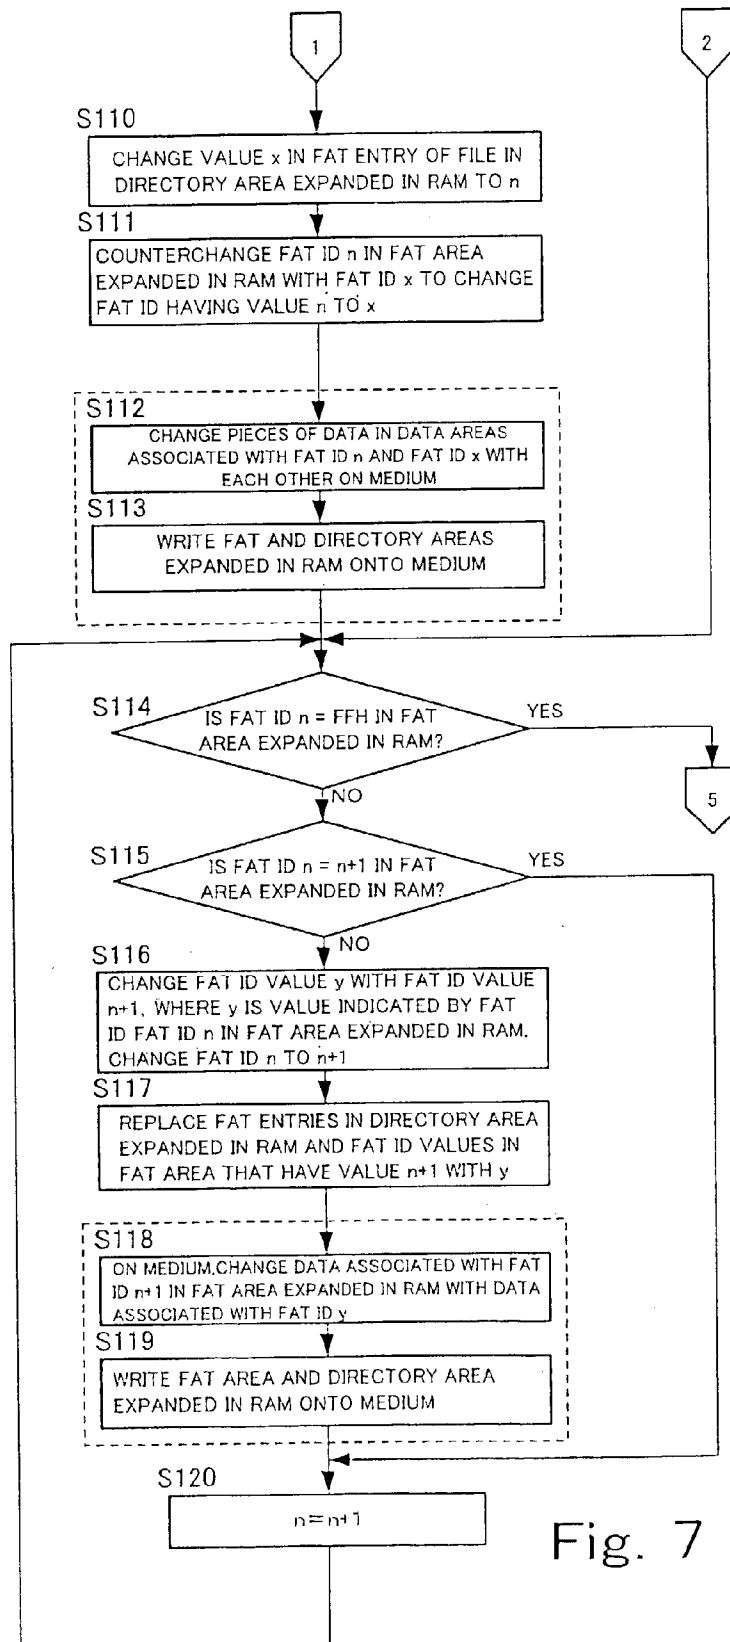 1
2
S110
CHANGE VALUE x IN FAT ENTRY OF FILE IN
DIRECTORY AREA EXPANDED IN RAM TO n
S111
COUNTERCHANGE FAT ID n IN FAT AREA
EXPANDED IN RAM WITH FAT ID x TO CHANGE
FAT ID HAVING VALUE n TO x
S112
CHANGE PIECES OF DATA IN DATA AREAS
ASSOCIATED WITH FAT ID n AND FAT ID x WITH
EACH OTHER ON MEDIUM
S113
WRITE FAT AND DIRECTORY AREAS
EXPANDED IN RAM ONTO MEDIUM
S114
IS FAT ID n = FFH IN FAT
AREA EXPANDED IN RAM?
YES
5
NO
S115
IS FAT ID n = n+1 IN FAT
AREA EXPANDED IN RAM?
YES
NO
S116
CHANGE FAT ID VALUE y WITH FAT ID VALUE
n+1, WHERE y IS VALUE INDICATED BY FAT
ID FAT ID n IN FAT AREA EXPANDED IN RAM.
CHANGE FAT ID n TO n+1
S117
REPLACE FAT ENTRIES IN DIRECTORY AREA
EXPANDED IN RAM AND FAT ID VALUES IN
FAT AREA THAT HAVE VALUE n+1 WITH y
S118
ON MEDIUM,CHANGE DATA ASSOCIATED WITH FAT
ID n+1 IN FAT AREA EXPANDED IN RAM WITH DATA
ASSOCIATED WITH FAT ID y
S119
WRITE FAT AREA AND DIRECTORY AREA
EXPANDED IN RAM ONTO MEDIUM
S120
n=n+1
Fig. 7